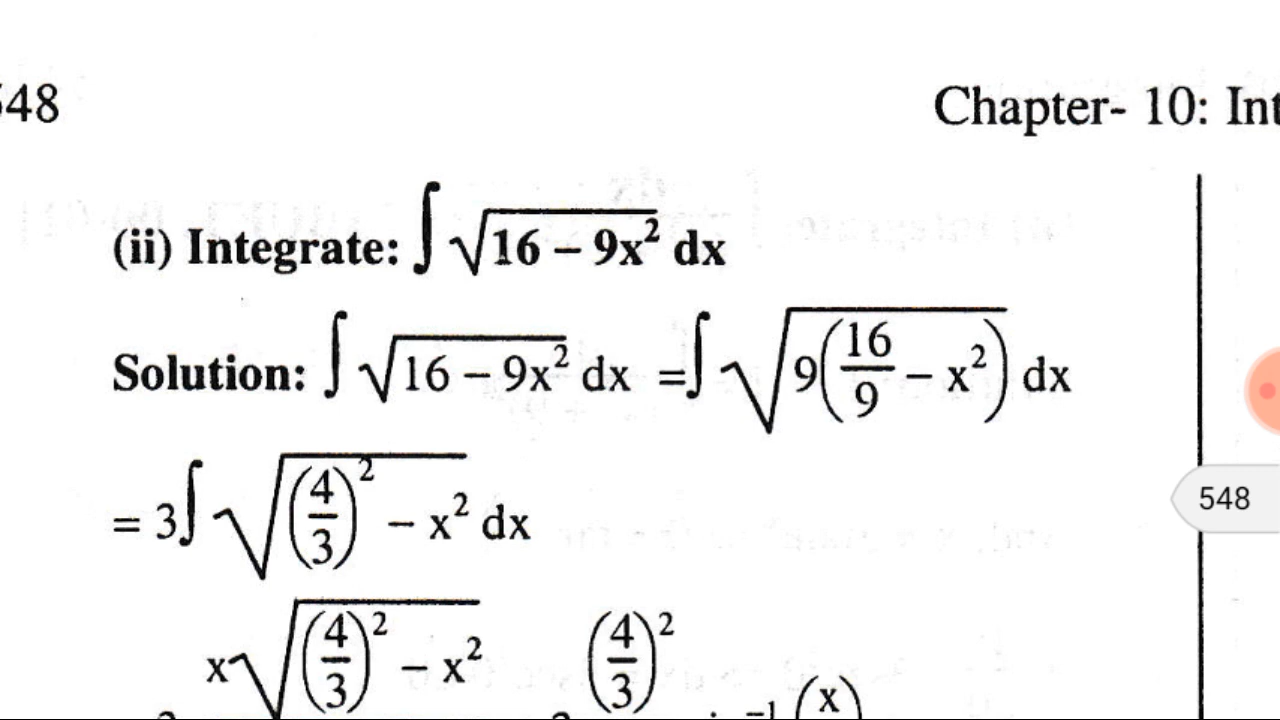 548
Chapter- 10: Int
(ii) Integrate: ∫ √(16 – 9x²) dx
Solution: ∫ √(16 – 9x²) dx = ∫ √(9(16/9 – x²)) dx
= 3∫ √((4/3)² – x²) dx
548
x√((4/3)² – x²) (4/3)²
⁻¹ (x